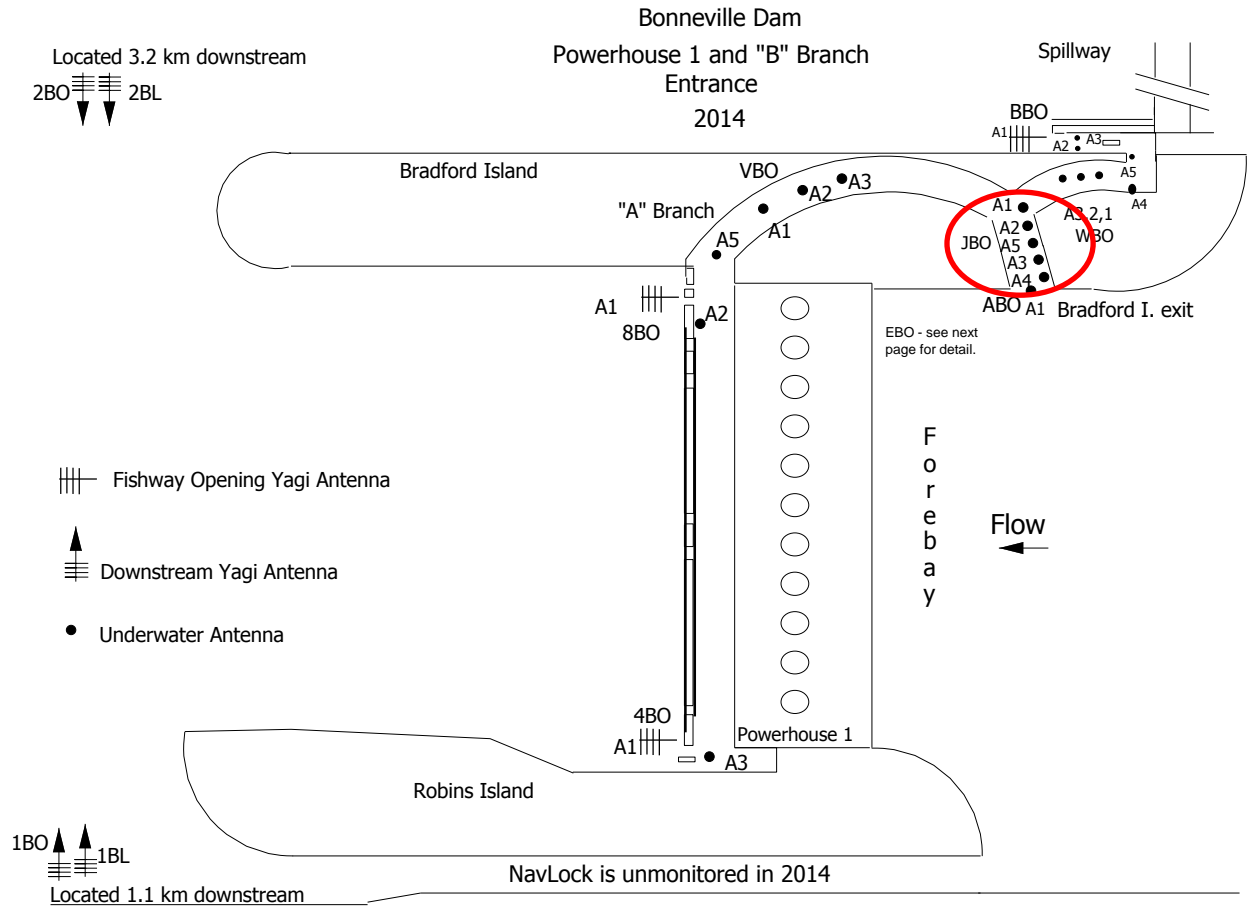 Bonneville Dam
Powerhouse 1 and "B" Branch
Entrance
2014
Located 3.2 km downstream
2BO
2BL
Spillway
BBO
A1
A2
A3
A5
A4
Bradford Island
VBO
A3
A2
A1
"A" Branch
A5
A1
A2
JBO
A5
A3
A4
A3,2,1
WBO
ABO
A1
Bradford I. exit
A1
8BO
A2
EBO - see next
page for detail.
Forebay
Flow
Fishway Opening Yagi Antenna
Downstream Yagi Antenna
Underwater Antenna
4BO
A1
A3
Powerhouse 1
Robins Island
1BO
1BL
Located 1.1 km downstream
NavLock is unmonitored in 2014